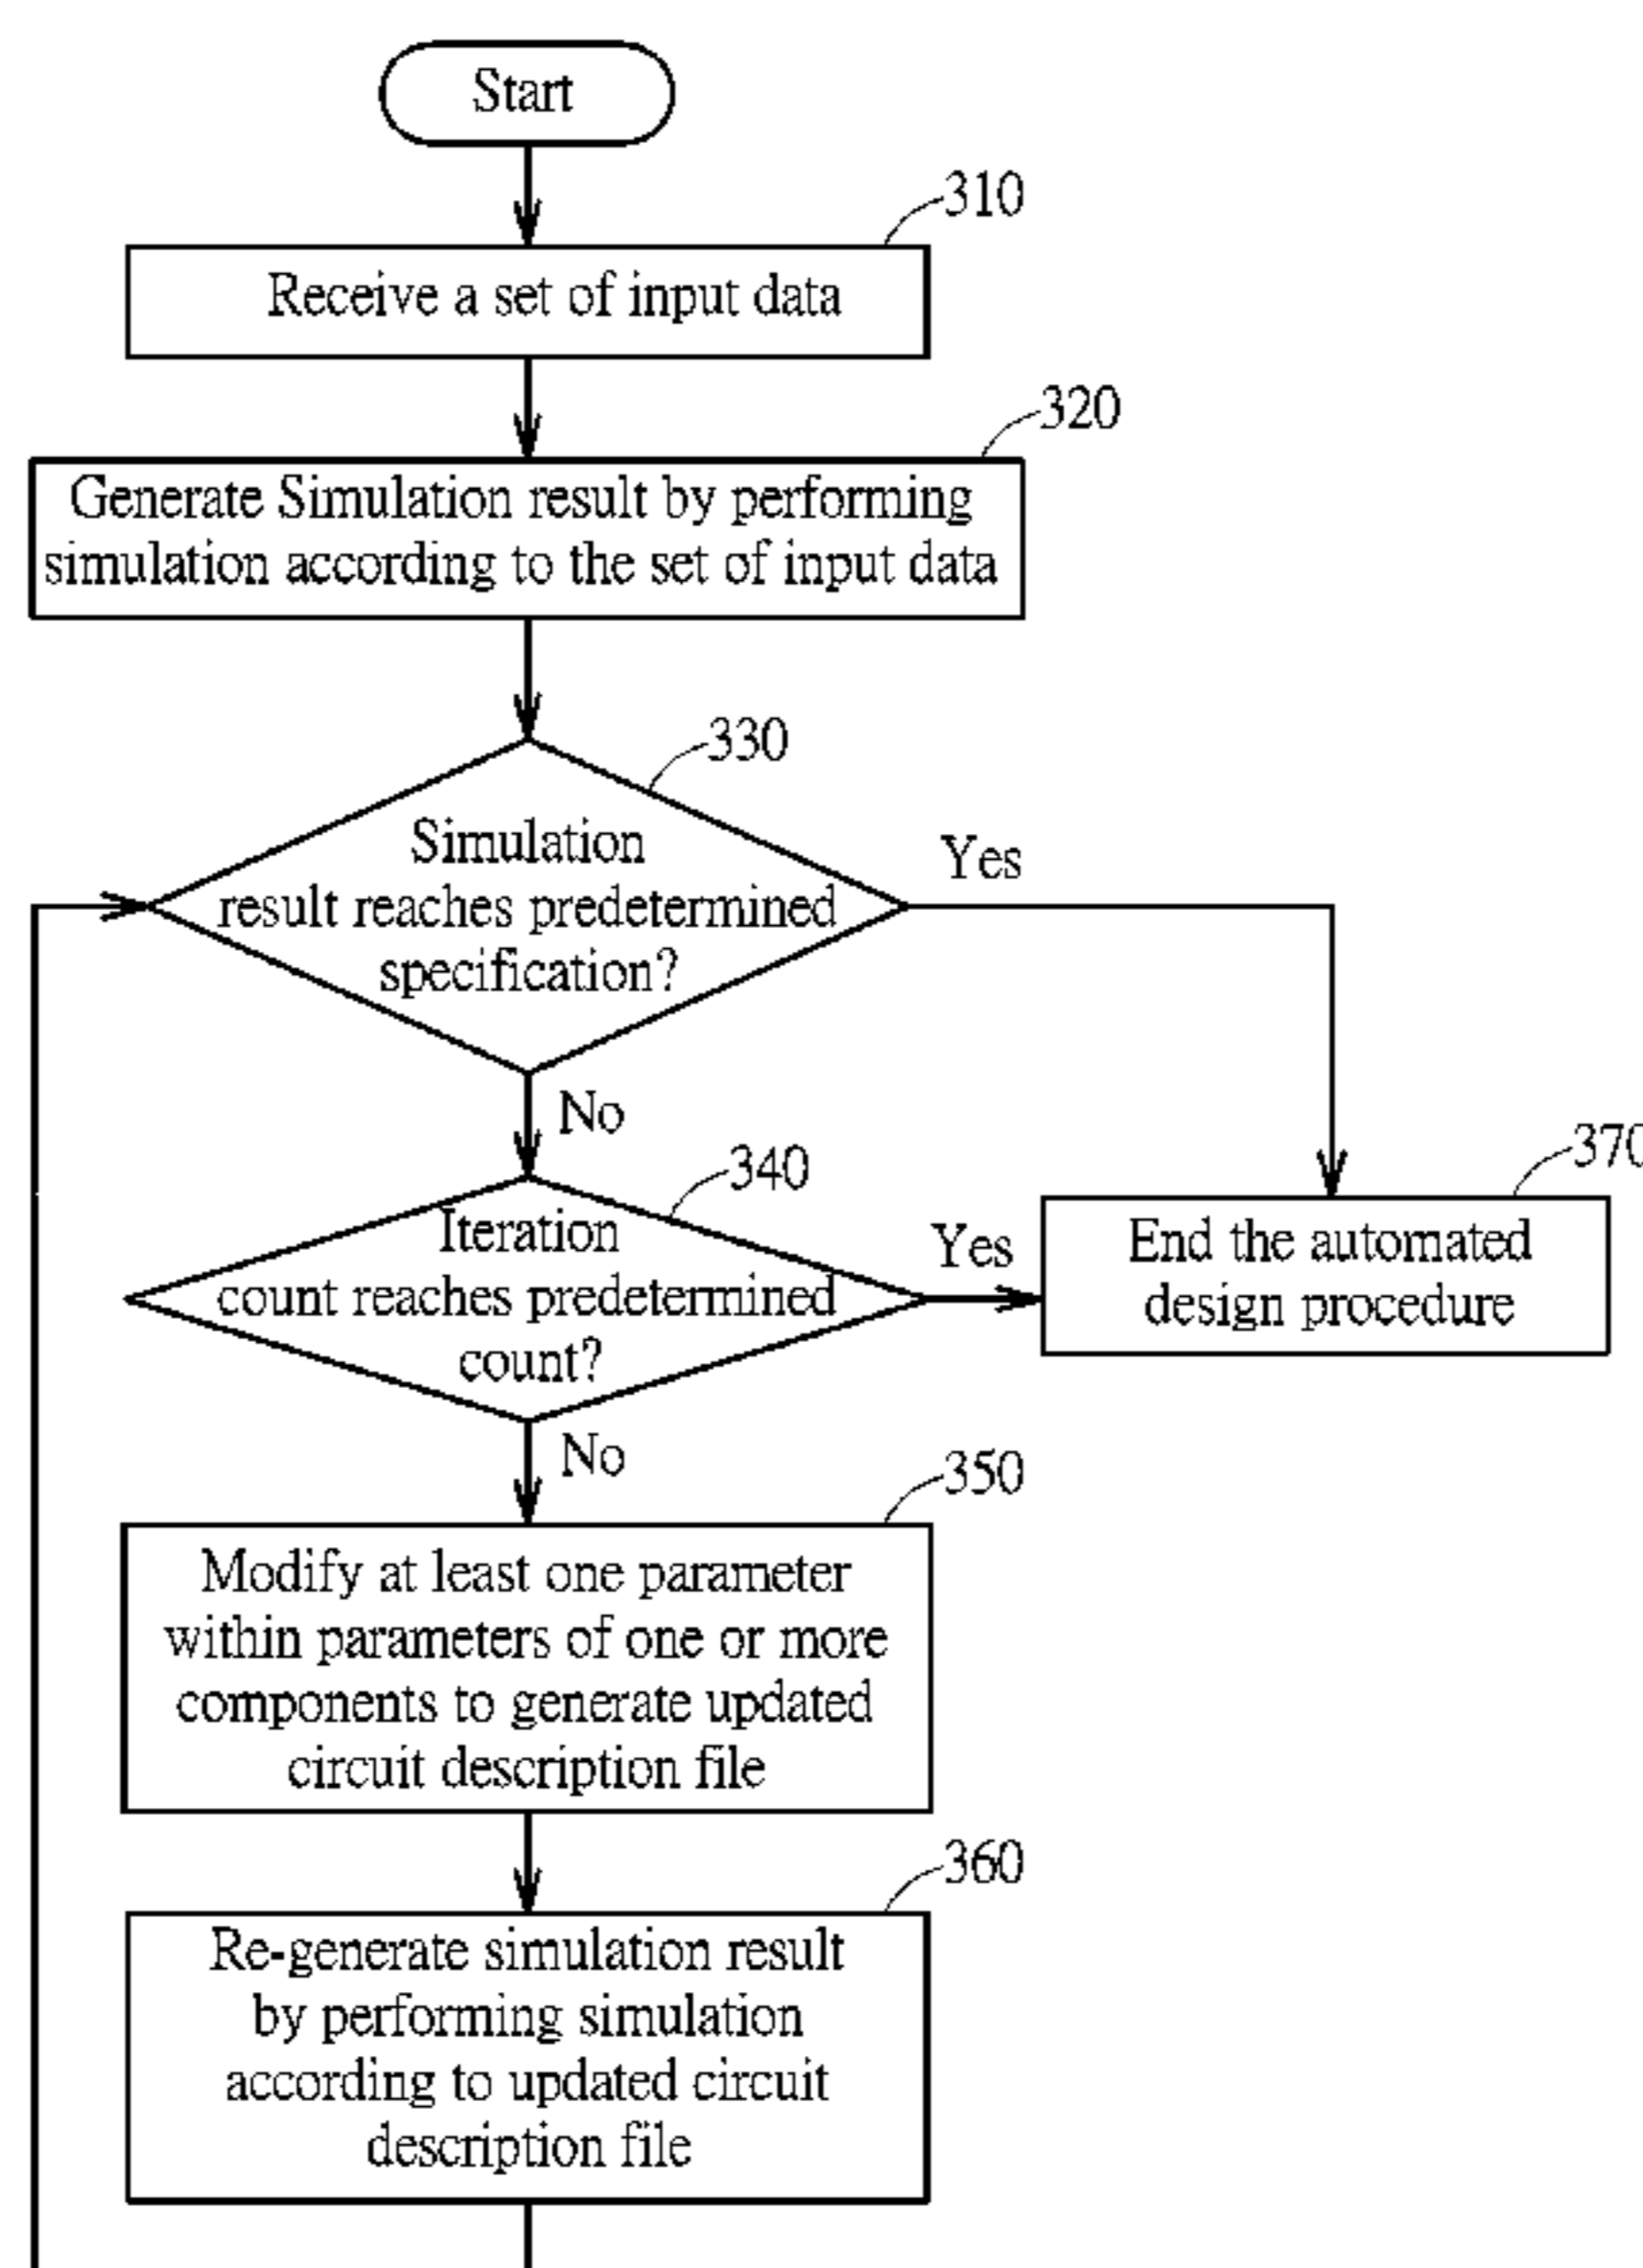 Start
310
Receive a set of input data
320
Generate Simulation result by performing
simulation according to the set of input data
330
Simulation
result reaches predetermined
specification?
Yes
No
340
Iteration
count reaches predetermined
count?
Yes
370
End the automated
design procedure
No
350
Modify at least one parameter
within parameters of one or more
components to generate updated
circuit description file
360
Re-generate simulation result
by performing simulation
according to updated circuit
description file